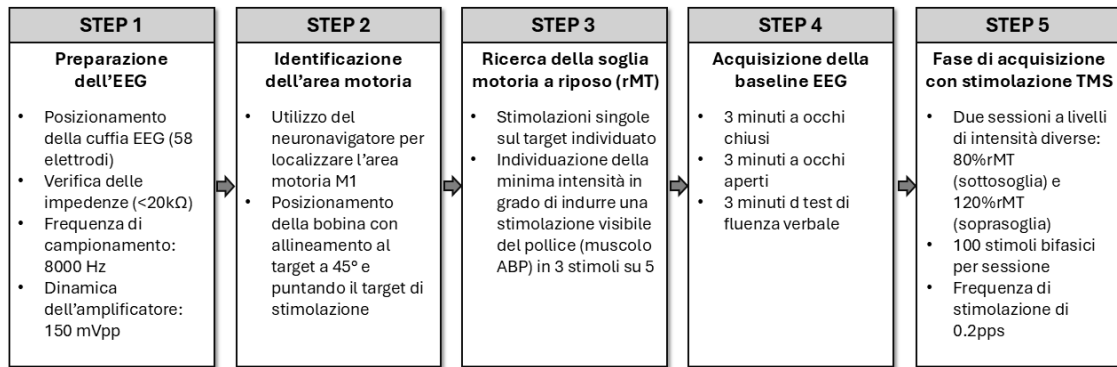 STEP 1
Preparazione
dell'EEG
• Posizionamento
della cuffia EEG (58
elettrodi)
• Verifica delle
impedenze (<20kΩ)
• Frequenza di
campionamento:
8000 Hz
• Dinamica
dell'amplificatore:
150 mVpp
STEP 2
Identificazione
dell'area motoria
• Utilizzo del
neuronavigatore per
localizzare l'area
motoria M1
• Posizionamento
della bobina con
allineamento al
target a 45° e
puntando il target di
stimolazione
STEP 3
Ricerca della soglia
motoria a riposo (rMT)
• Stimolazioni singole
sul target individuato
• Individuazione della
minima intensità in
grado di indurre una
stimolazione visibile
del pollice (muscolo
ABP) in 3 stimoli su 5
STEP 4
Acquisizione della
baseline EEG
• 3 minuti a occhi
chiusi
• 3 minuti a occhi
aperti
• 3 minuti d test di
fluenza verbale
STEP 5
Fase di acquisizione
con stimolazione TMS
• Due sessioni a livelli
di intensità diverse:
80%rMT
(sottosoglia) e
120%rMT
(soprasoglia)
• 100 stimoli bifasici
per sessione
• Frequenza di
stimolazione di
0.2pps